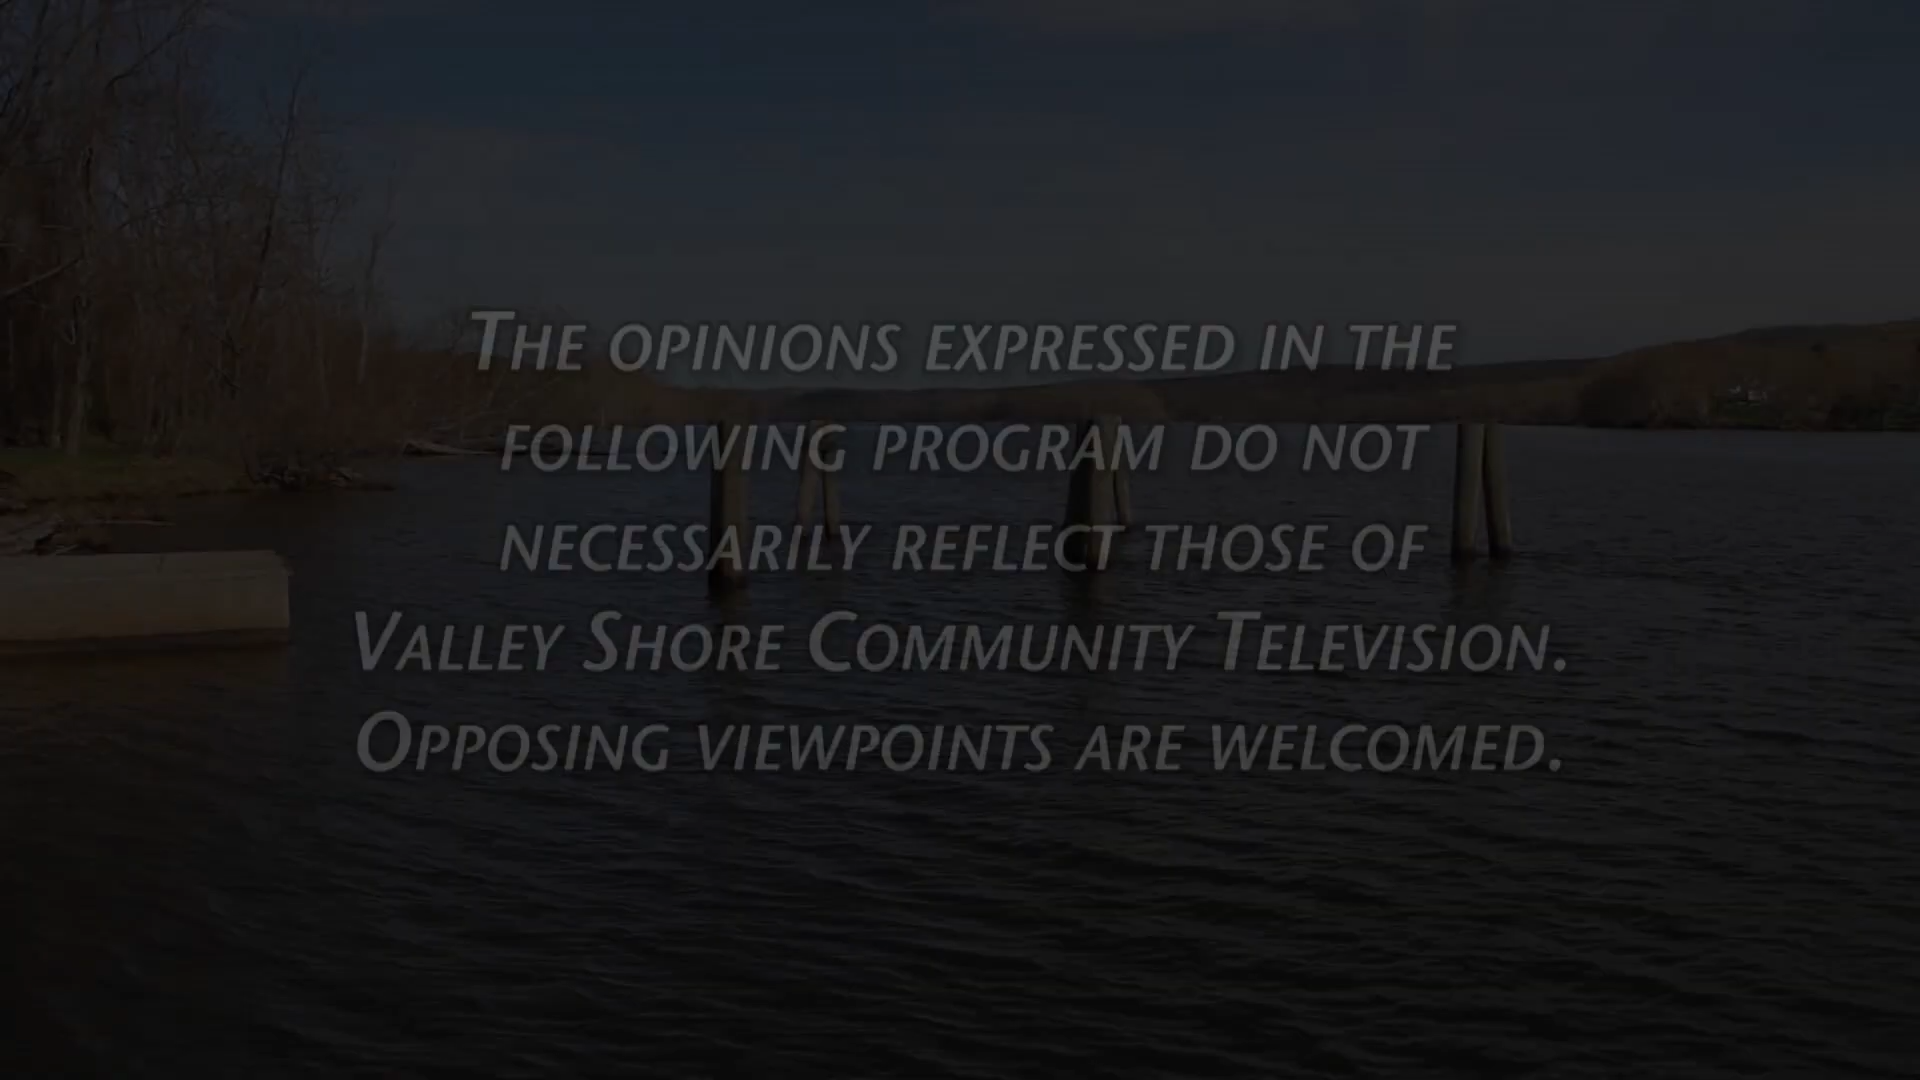 The opinions expressed in the
following program do not
necessarily reflect those of
Valley Shore Community Television.
Opposing viewpoints are welcomed.